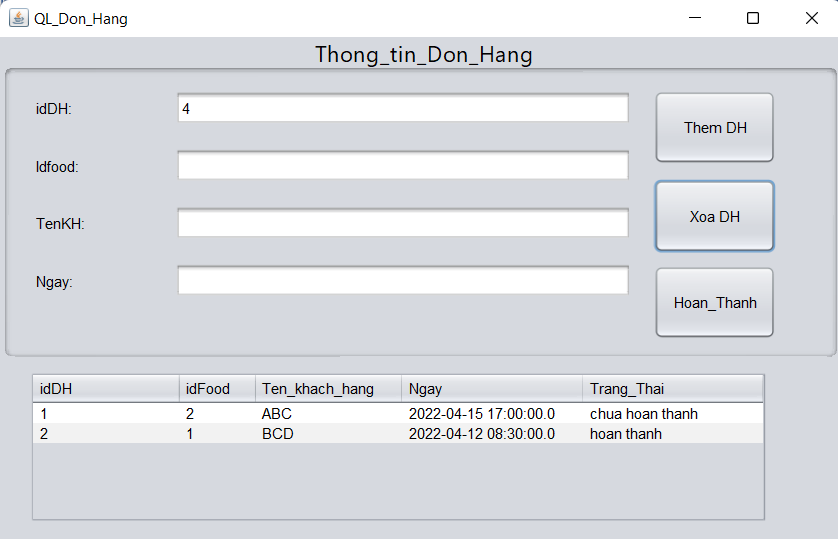 QL_Don_Hang
Thong_tin_Don_Hang
idDH: 4
Them DH
Idfood:
Xoa DH
TenKH:
Ngay:
Hoan_Thanh
idDH idFood Ten_khach_hang Ngay Trang_Thai
1 2 ABC 2022-04-15 17:00:00.0 chua hoan thanh
2 1 BCD 2022-04-12 08:30:00.0 hoan thanh